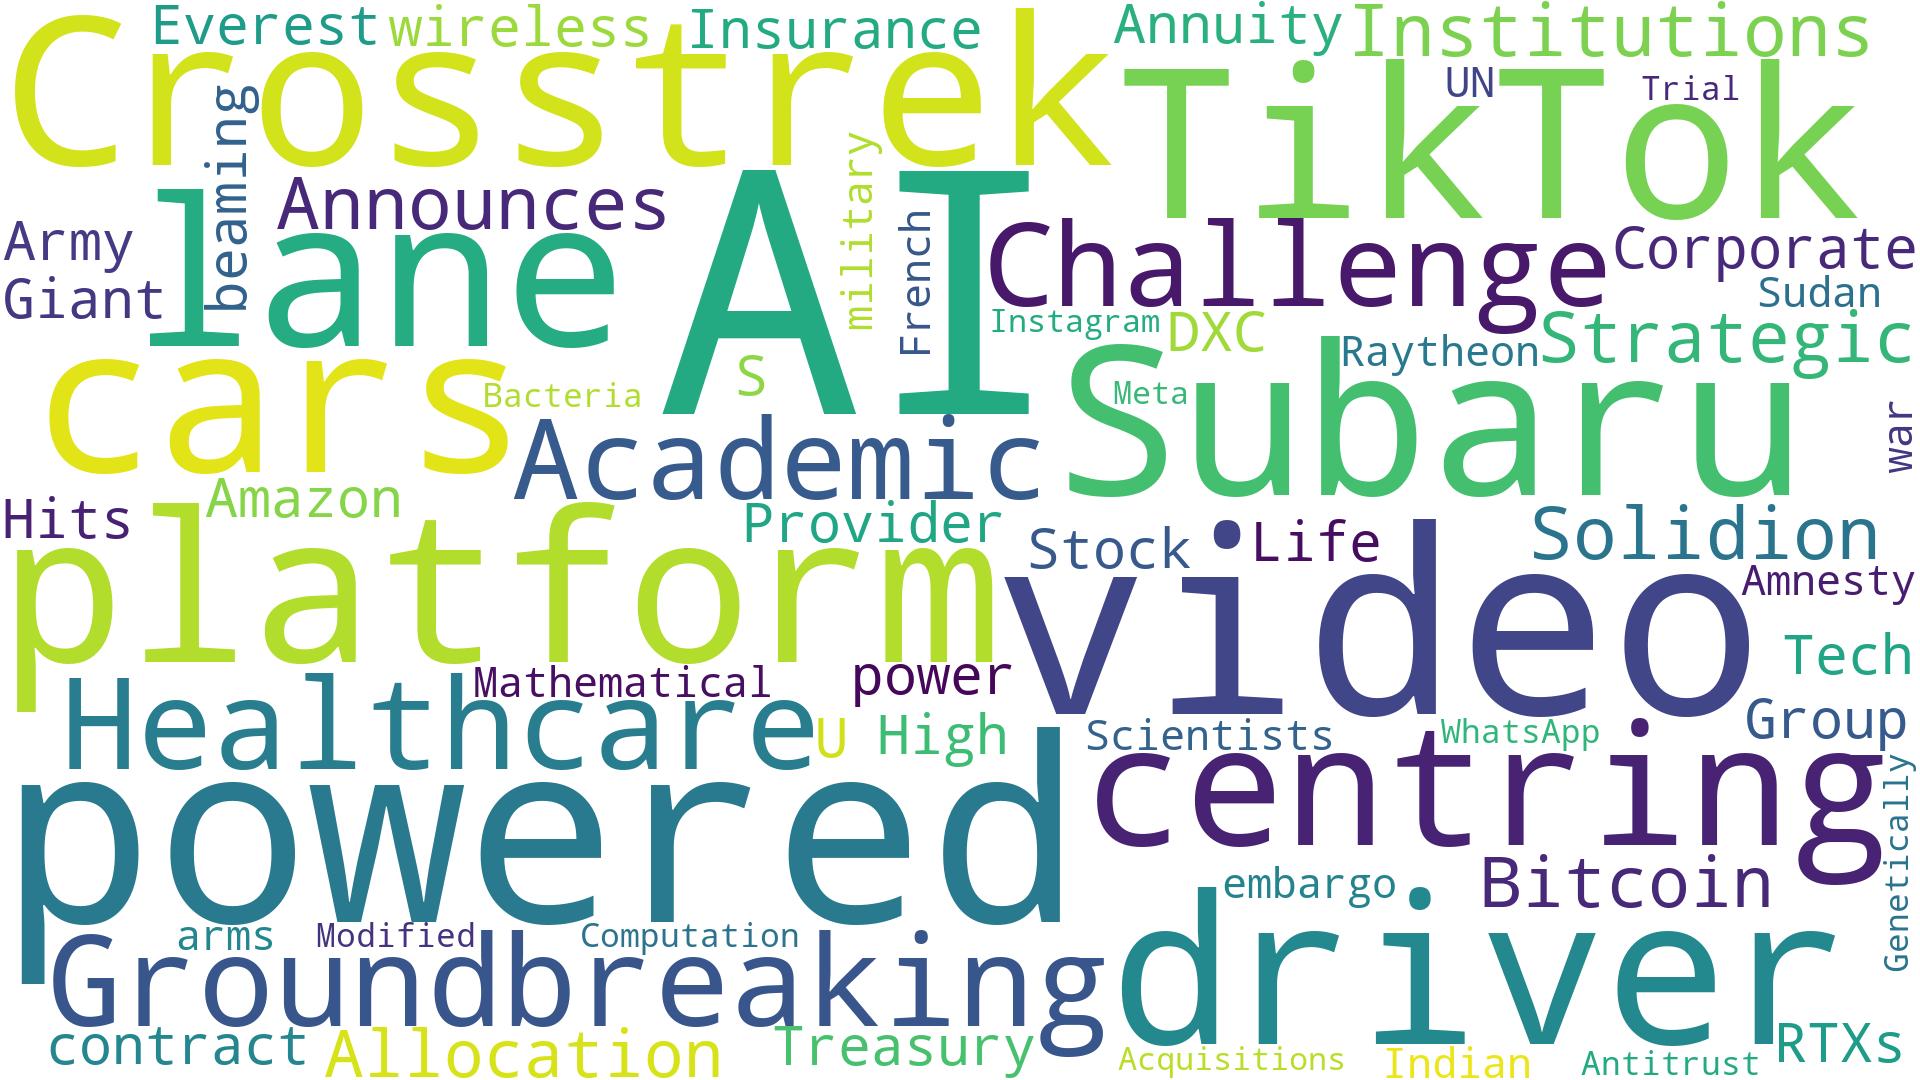 Everest
wireless
Insurance
Annuity
Institutions
Crosstrek
TikTok
UN
Trial
beaming
military
Announces
lane
AI
French
Challenge
Corporate
Army
Giant
Sudan
Instagram
DXC
Strategic
Raytheon
cars
S
Bacteria
Meta
Subaru
war
Academic
Amazon
Hits
Provider
Stock
Life
Solidion
platform
video
Amnesty
Tech
Mathematical
power
Healthcare
U
High
Scientists
WhatsApp
Group
centring
Genetically
powered
embargo
Bitcoin
arms
Modified
Computation
Groundbreaking
driver
contract
Allocation
Treasury
Acquisitions
Indian
Antitrust
RTXs